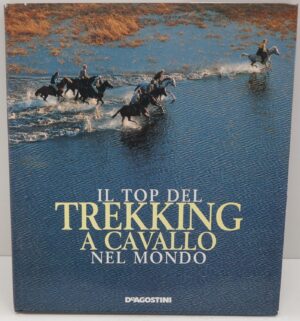 IL TOP DEL
TREKKING
A CAVALLO
NEL MONDO
DEAGOSTINI